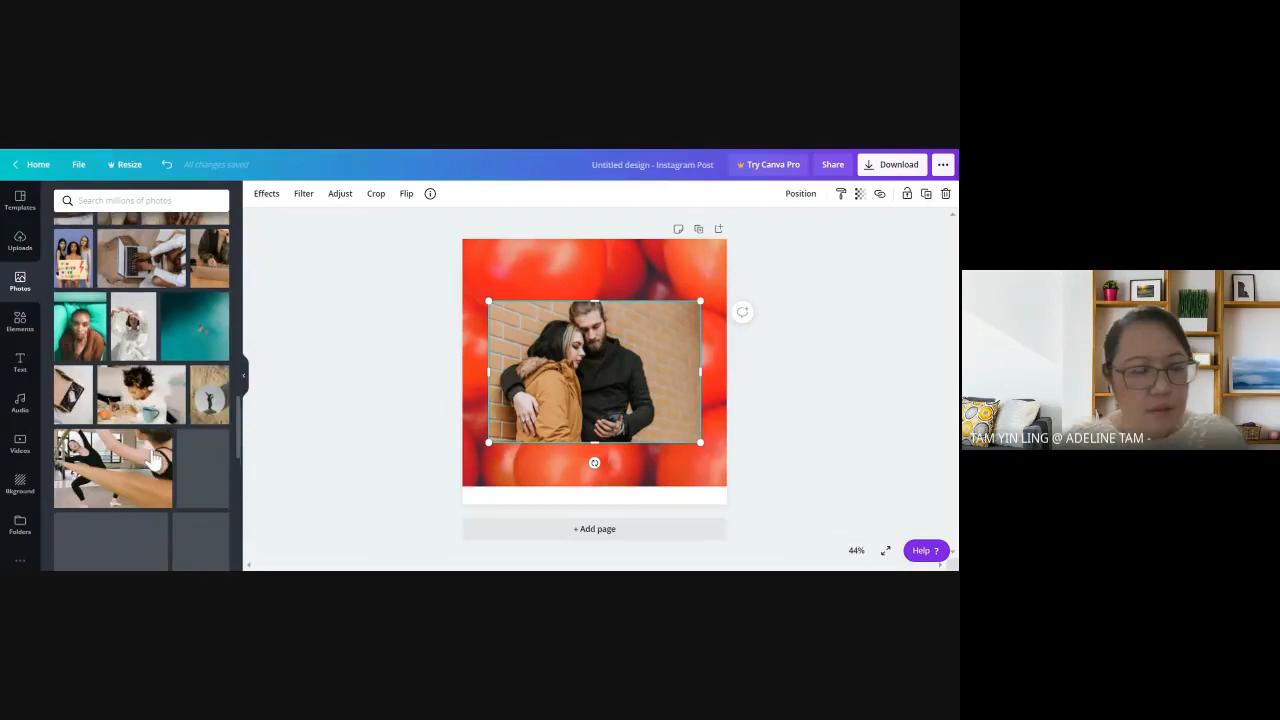 Home File Resize All changes saved Untitled design - Instagram Post Try Canva Pro Share Download
Templates
Uploads
Photos
Elements
Text
Audio
Videos
Bkground
Folders
Search millions of photos
Effects Filter Adjust Crop Flip Position
+ Add page
44% Help ?
TAM YIN LING @ ADELINE TAM -